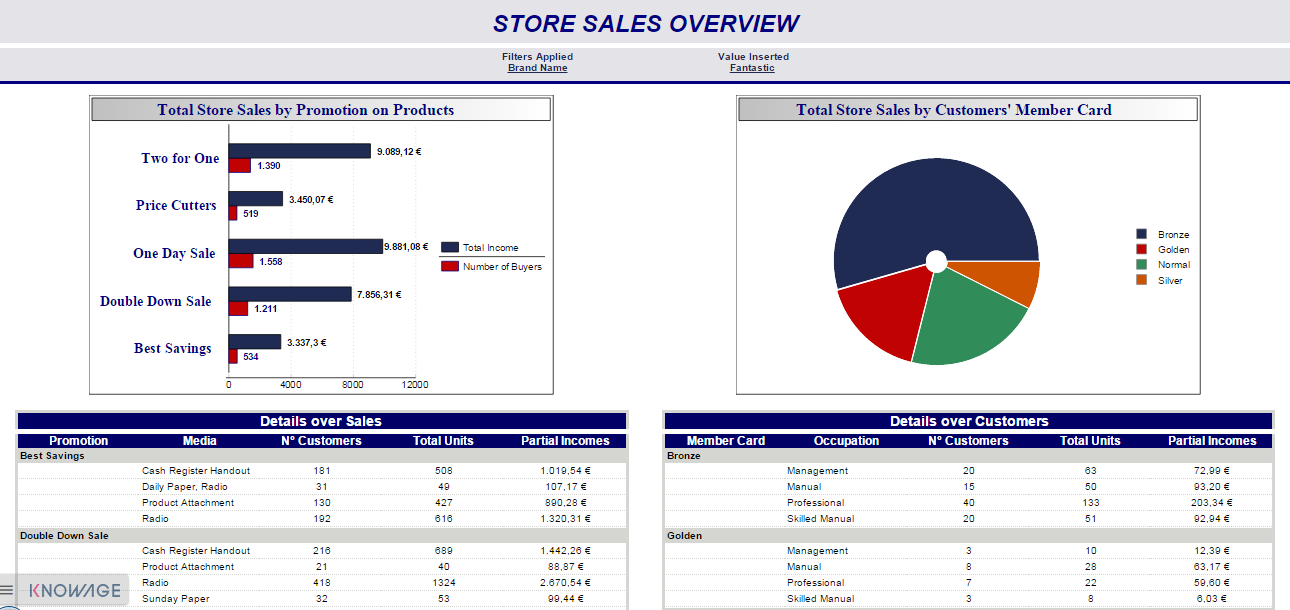 STORE SALES OVERVIEW
Filters Applied Value Inserted
Brand Name Fantastic
Total Store Sales by Promotion on Products
Two for One 9.089,12 €
1.390
Price Cutters 3.450,07 €
519
One Day Sale 9.881,08 €
1.558
Double Down Sale 7.856,31 €
1.211
Best Savings 3.337,3 €
534
0 4000 8000 12000
Total Income
Number of Buyers
Total Store Sales by Customers' Member Card
Bronze
Golden
Normal
Silver
Details over Sales
Promotion Media N° Customers Total Units Partial Incomes
Best Savings
Cash Register Handout 181 508 1.019,54 €
Daily Paper, Radio 31 49 107,17 €
Product Attachment 130 427 890,28 €
Radio 192 616 1.320,31 €
Double Down Sale
Cash Register Handout 216 689 1.442,26 €
Product Attachment 21 40 88,87 €
Radio 418 1324 2.670,54 €
Sunday Paper 32 53 99,44 €
Details over Customers
Member Card Occupation N° Customers Total Units Partial Incomes
Bronze
Management 20 63 72,99 €
Manual 15 50 93,20 €
Professional 40 133 203,34 €
Skilled Manual 20 51 92,94 €
Golden
Management 3 10 12,39 €
Manual 8 28 63,17 €
Professional 7 22 59,60 €
Skilled Manual 3 8 6,03 €
KNOWAGE